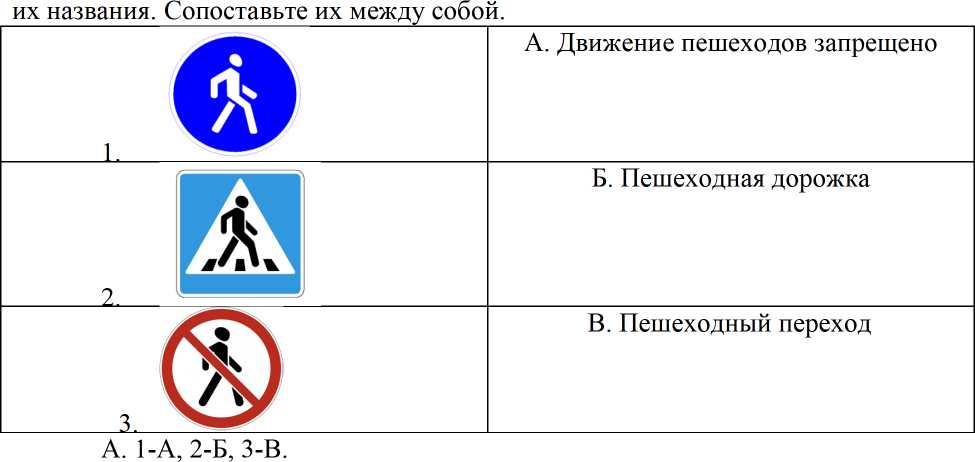 их названия. Сопоставьте их между собой.
1.
А. Движение пешеходов запрещено
2.
Б. Пешеходная дорожка
3.
В. Пешеходный переход
А. 1-А, 2-Б, 3-В.